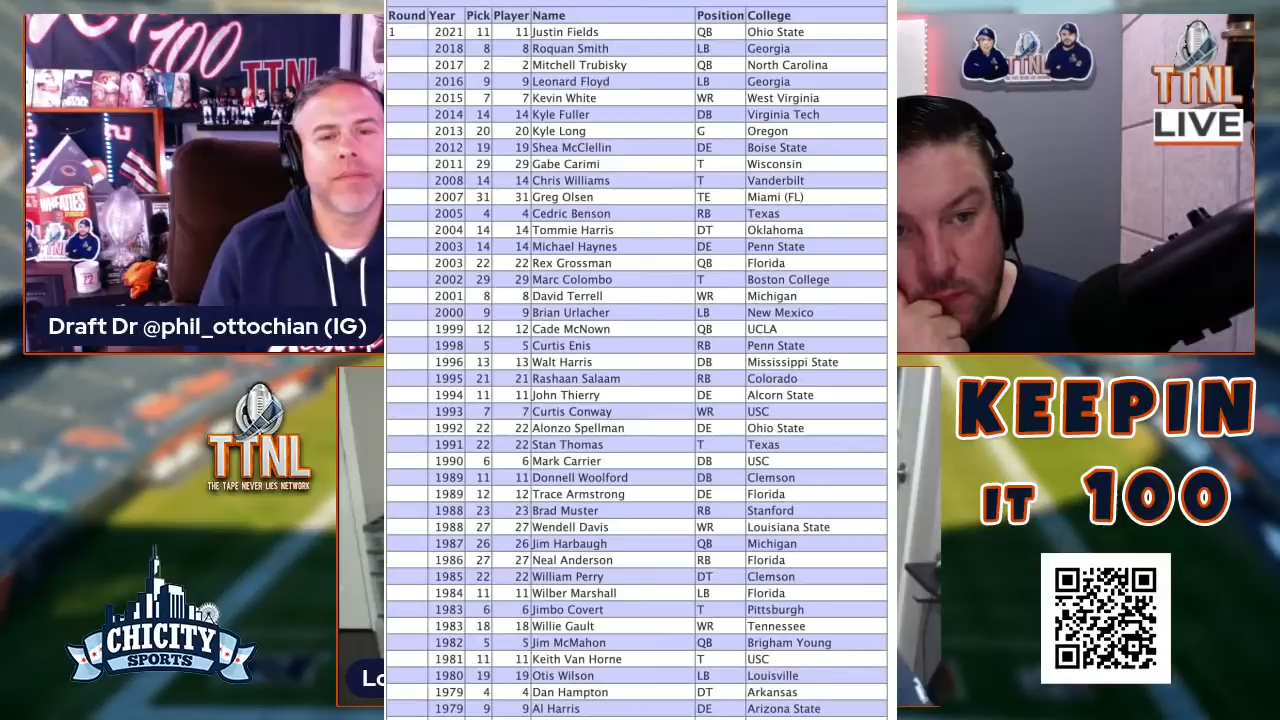 100
TTNL
WHEATIES
22
Draft Dr @phil_ottochian (IG)
Round Year Pick Player Name Position College
1 2021 11 11 Justin Fields QB Ohio State
2018 8 8 Roquan Smith LB Georgia
2017 2 2 Mitchell Trubisky QB North Carolina
2016 9 9 Leonard Floyd LB Georgia
2015 7 7 Kevin White WR West Virginia
2014 14 14 Kyle Fuller DB Virginia Tech
2013 20 20 Kyle Long G Oregon
2012 19 19 Shea McClellin DE Boise State
2011 29 29 Gabe Carimi T Wisconsin
2008 14 14 Chris Williams T Vanderbilt
2007 31 31 Greg Olsen TE Miami (FL)
2005 4 4 Cedric Benson RB Texas
2004 14 14 Tommie Harris DT Oklahoma
2003 14 14 Michael Haynes DE Penn State
2003 22 22 Rex Grossman QB Florida
2002 29 29 Marc Colombo T Boston College
2001 8 8 David Terrell WR Michigan
2000 9 9 Brian Urlacher LB New Mexico
1999 12 12 Cade McNown QB UCLA
1998 5 5 Curtis Enis RB Penn State
1996 13 13 Walt Harris DB Mississippi State
1995 21 21 Rashaan Salaam RB Colorado
1994 11 11 John Thierry DE Alcorn State
1993 7 7 Curtis Conway WR USC
1992 22 22 Alonzo Spellman DE Ohio State
1991 22 22 Stan Thomas T Texas
1990 6 6 Mark Carrier DB USC
1989 11 11 Donnell Woolford DB Clemson
1989 12 12 Trace Armstrong DE Florida
1988 23 23 Brad Muster RB Stanford
1988 27 27 Wendell Davis WR Louisiana State
1987 26 26 Jim Harbaugh QB Michigan
1986 27 27 Neal Anderson RB Florida
1985 22 22 William Perry DT Clemson
1984 11 11 Wilber Marshall LB Florida
1983 6 6 Jimbo Covert T Pittsburgh
1983 18 18 Willie Gault WR Tennessee
1982 5 5 Jim McMahon QB Brigham Young
1981 11 11 Keith Van Horne T USC
1980 19 19 Otis Wilson LB Louisville
1979 4 4 Dan Hampton DT Arkansas
1979 9 9 Al Harris DE Arizona State
TTNL
TTNL
LIVE
TTNL
THE TAPE NEVER LIES NETWORK
CHICITY
SPORTS
Lo
KEEPIN
IT 100